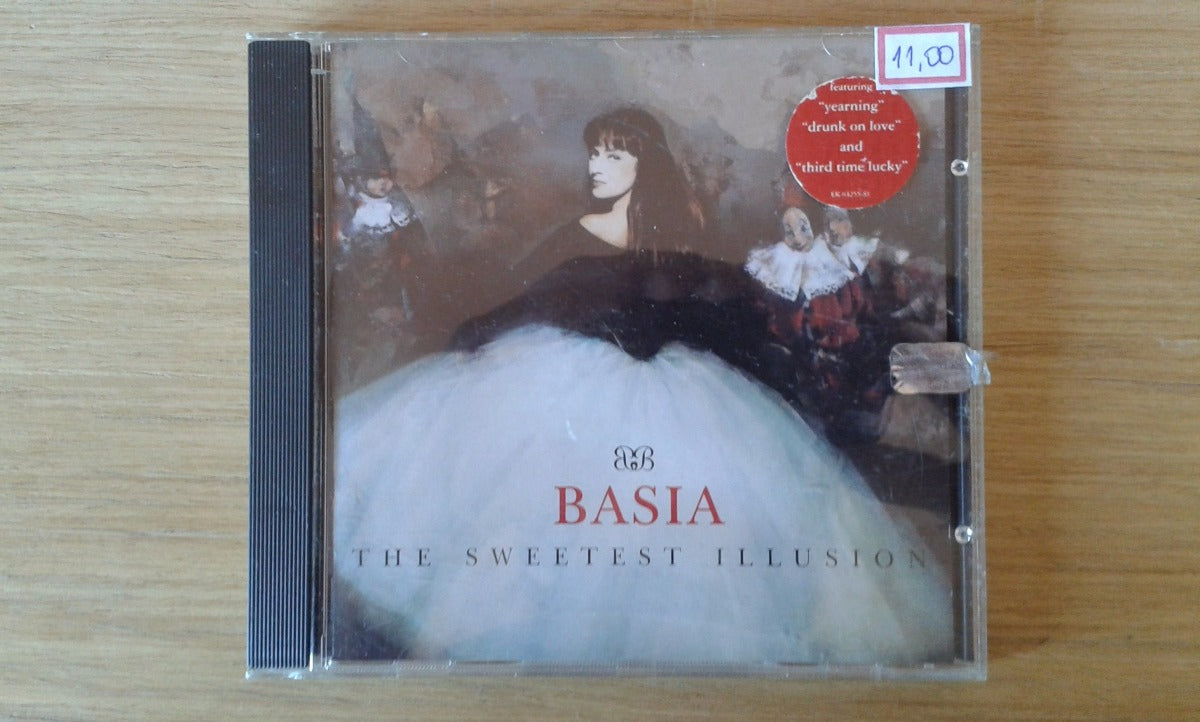 11,00
featuring
"yearning"
"drunk on love"
and
"third time lucky"
BASIA
THE SWEETEST ILLUSION